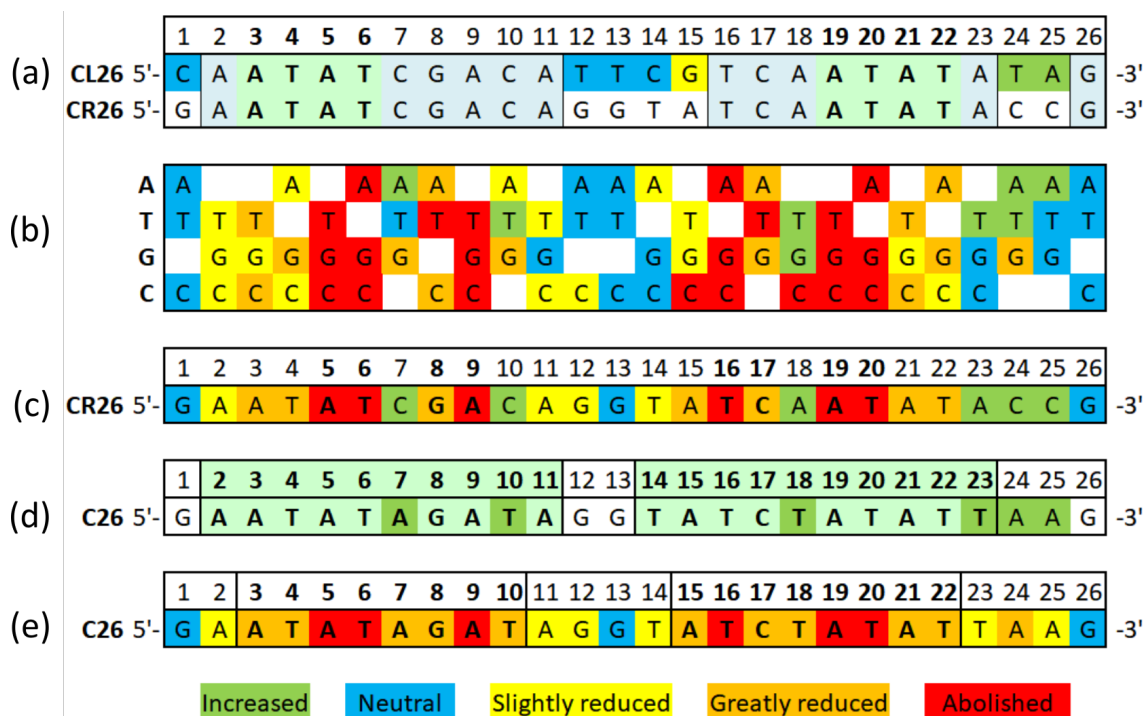 1 2 3 4 5 6 7 8 9 10 11 12 13 14 15 16 17 18 19 20 21 22 23 24 25 26
(a) CL26 5'- C A A T A T C G A C A T T C G T C A A T A T A T A G -3'
CR26 5'- G A A T A T C G A C A G G T A T C A A T A T A C C G -3'
(b)
A A A A A A A A A A A A A A A A A
T T T T T T T T T T T T T T T T T T T T T
G G G G G G G G G G G G G G G G G G G G G G
C C C C C C C C C C C C C C C C C C C C C C
1 2 3 4 5 6 7 8 9 10 11 12 13 14 15 16 17 18 19 20 21 22 23 24 25 26
(c) CR26 5'- G A A T A T C G A C A G G T A T C A A T A T A C C G -3'
1 2 3 4 5 6 7 8 9 10 11 12 13 14 15 16 17 18 19 20 21 22 23 24 25 26
(d) C26 5'- G A A T A T A G A T A G G T A T C T A T A T T A A G -3'
1 2 3 4 5 6 7 8 9 10 11 12 13 14 15 16 17 18 19 20 21 22 23 24 25 26
(e) C26 5'- G A A T A T A G A T A G G T A T C T A T A T T A A G -3'
Increased Neutral Slightly reduced Greatly reduced Abolished